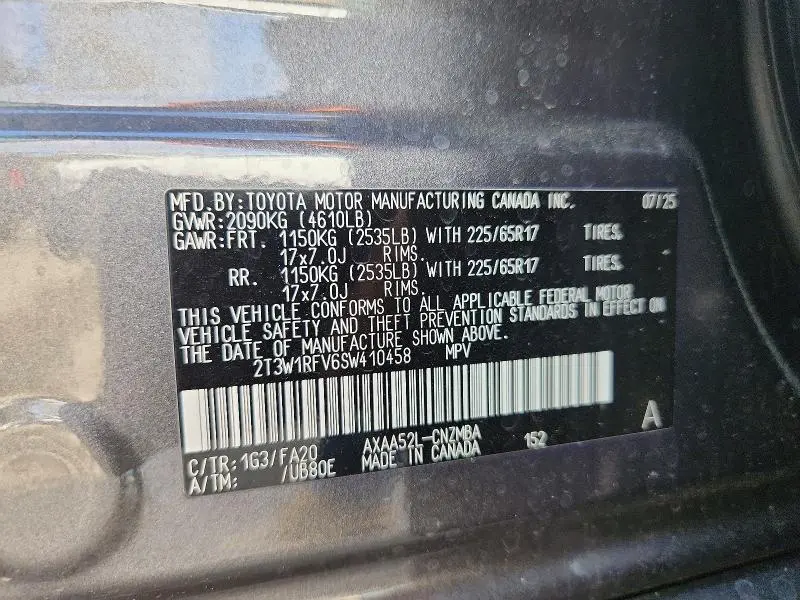 MFD.BY:TOYOTA MOTOR MANUFACTURING CANADA INC. 07/25
GVWR:2090KG (4610LB)
GAWR:FRT. 1150KG (2535LB) WITH 225/65R17 TIRES,
17x7.0J RIMS.
RR. 1150KG (2535LB) WITH 225/65R17 TIRES,
17x7.0J RIMS.
THIS VEHICLE CONFORMS TO ALL APPLICABLE FEDERAL MOTOR
VEHICLE SAFETY AND THEFT PREVENTION STANDARDS IN EFFECT ON
THE DATE OF MANUFACTURE SHOWN ABOVE.
2T3W1RFV6SW410458 MPV
A
C/TR:1G3/FA20 AXAA52L-CNZMBA 152
A/TM: /UB80E MADE IN CANADA